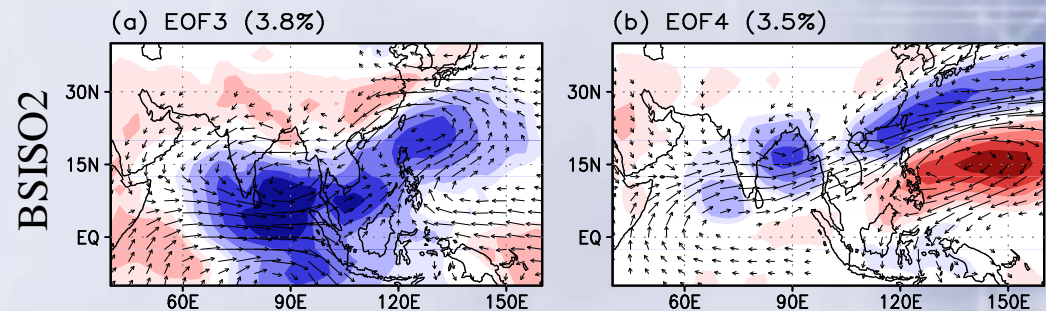 (a) EOF3 (3.8%)
(b) EOF4 (3.5%)
BSISO2
30N
15N
EQ
60E 90E 120E 150E
30N
15N
EQ
60E 90E 120E 150E